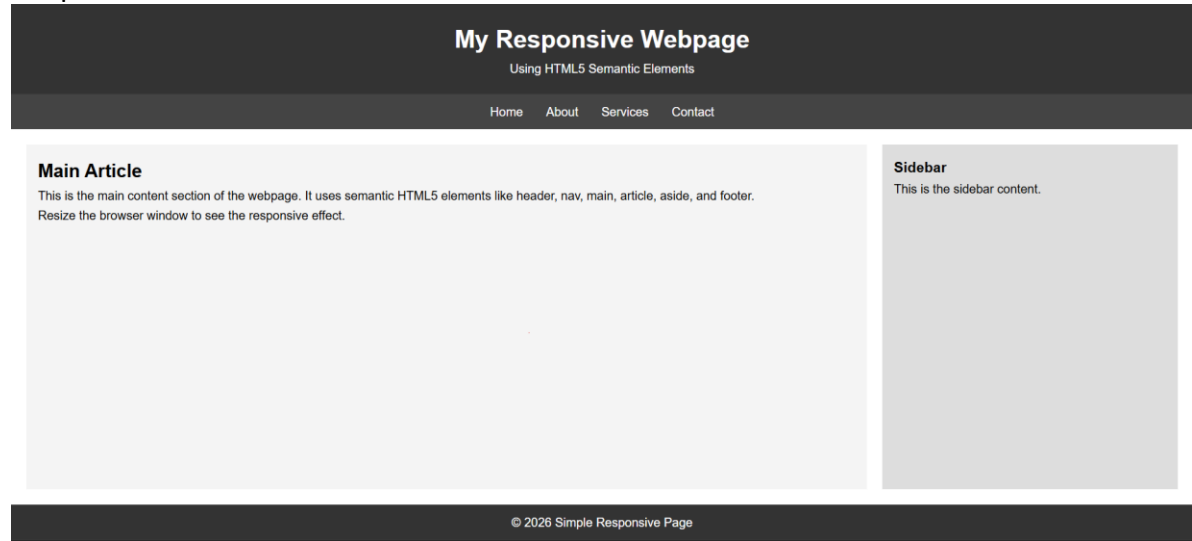 My Responsive Webpage
Using HTML5 Semantic Elements
Home About Services Contact
Main Article
This is the main content section of the webpage. It uses semantic HTML5 elements like header, nav, main, article, aside, and footer.
Resize the browser window to see the responsive effect.
Sidebar
This is the sidebar content.
© 2026 Simple Responsive Page